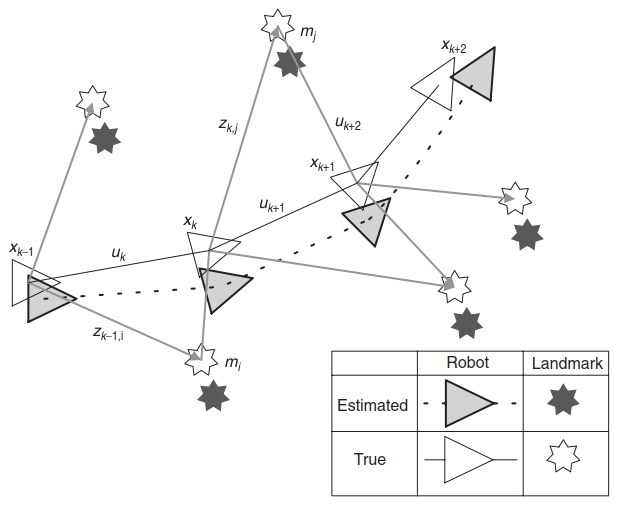 m_j
x_{k+2}
z_{k,j}
u_{k+2}
x_{k+1}
u_{k+1}
x_k
x_{k–1}
u_k
z_{k–1,i}
m_i
Robot Landmark
Estimated
True